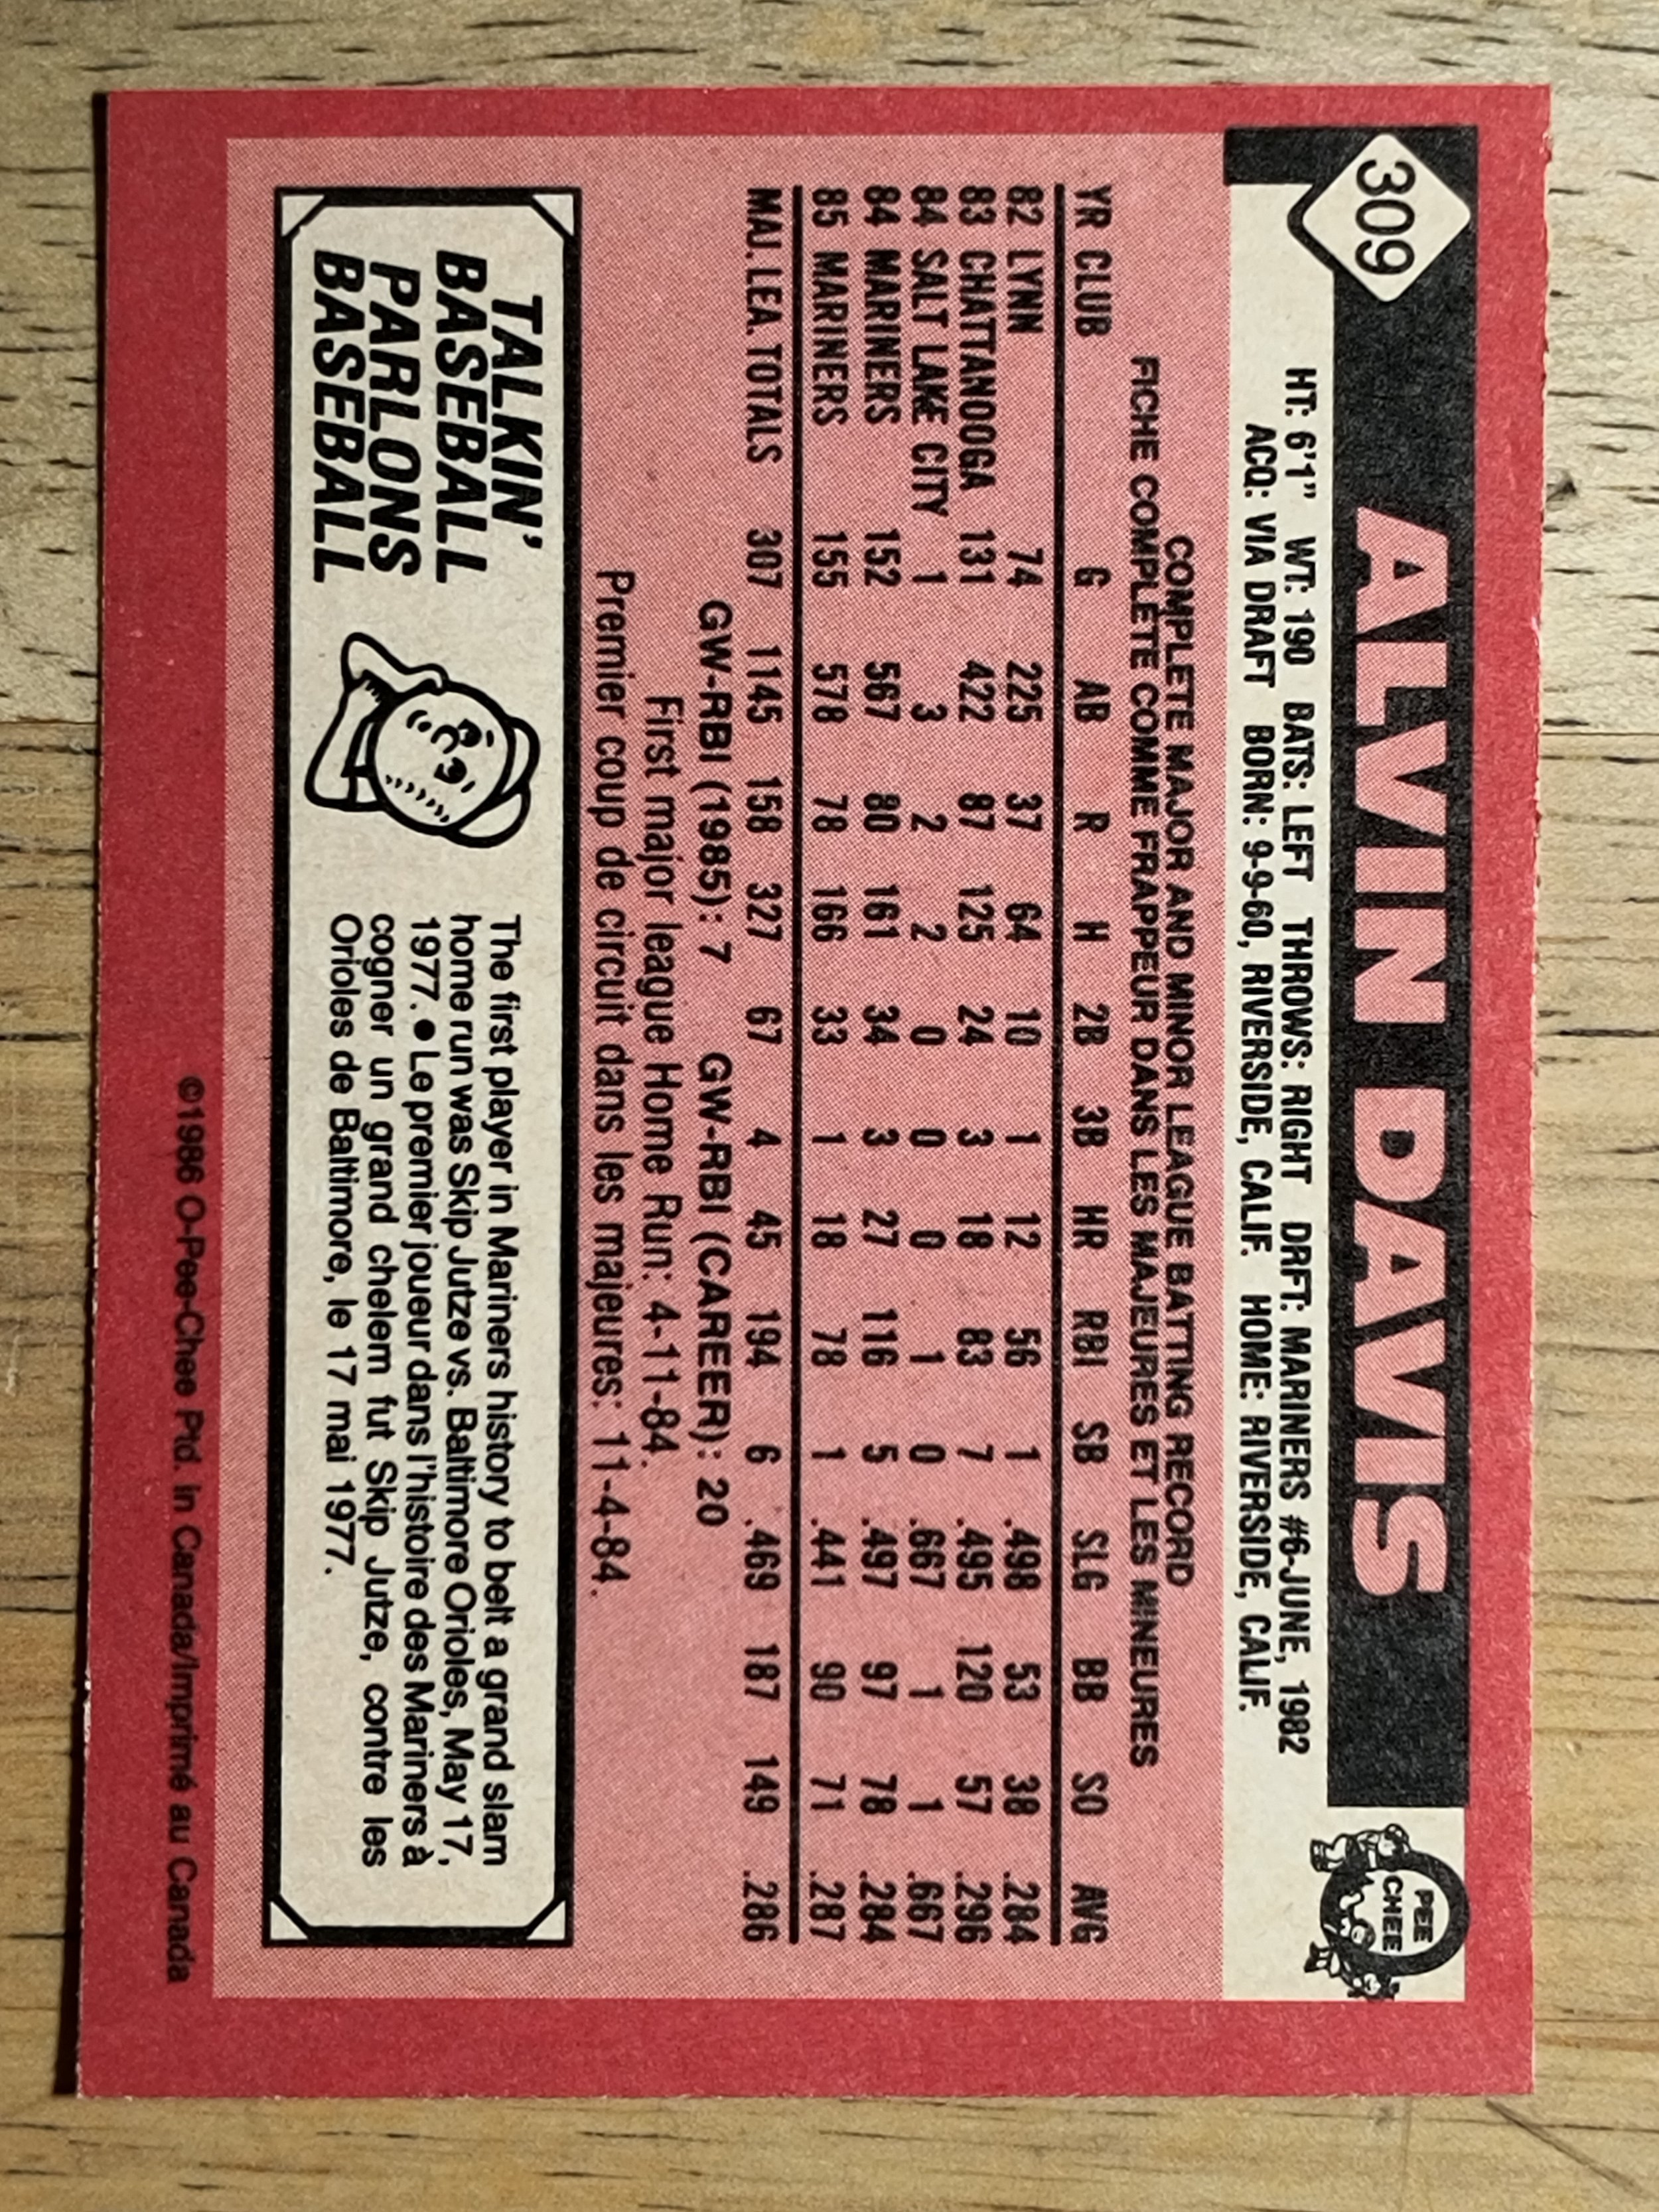 309
ALVIN DAVIS
O
PEE
CHEE
HT: 6'1" WT: 190 BATS: LEFT THROWS: RIGHT DRFT: MARINERS #6-JUNE, 1982
ACQ: VIA DRAFT BORN: 9-9-60, RIVERSIDE, CALIF. HOME: RIVERSIDE, CALIF.
COMPLETE MAJOR AND MINOR LEAGUE BATTING RECORD
FICHE COMPLÈTE COMME FRAPPEUR DANS LES MAJEURES ET LES MINEURES
YR CLUB G AB R H 2B 3B HR RBI SB SLG BB SO AVG
82 LYNN 74 225 37 64 10 1 12 56 1 .498 53 38 .284
83 CHATTANOOGA 131 422 87 125 24 3 18 83 7 .495 120 57 .296
84 SALT LAKE CITY 1 3 2 2 0 0 0 1 0 .667 1 1 .667
84 MARINERS 152 567 80 161 34 3 27 116 5 .497 97 78 .284
85 MARINERS 155 578 78 166 33 1 18 78 1 .441 90 71 .287
MAJ. LEA. TOTALS 307 1145 158 327 67 4 45 194 6 .469 187 149 .286
GW-RBI (1985): 7 GW-RBI (CAREER): 20
First major league Home Run: 4-11-84.
Premier coup de circuit dans les majeures: 11-4-84.
TALKIN'
BASEBALL
PARLONS
BASEBALL
The first player in Mariners history to belt a grand slam
home run was Skip Jutze vs. Baltimore Orioles, May 17,
1977. ● Le premier joueur dans l'histoire des Mariners à
cogner un grand chelem fut Skip Jutze, contre les
Orioles de Baltimore, le 17 mai 1977.
©1986 O-Pee-Chee Ptd. in Canada/Imprimé au Canada